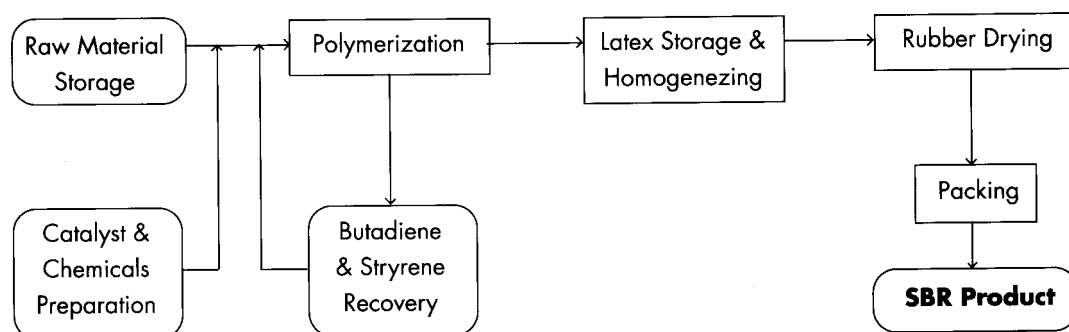 Raw Material
Storage
Polymerization
Latex Storage &
Homogenezing
Rubber Drying
Packing
Catalyst &
Chemicals
Preparation
Butadiene
& Stryrene
Recovery
SBR Product